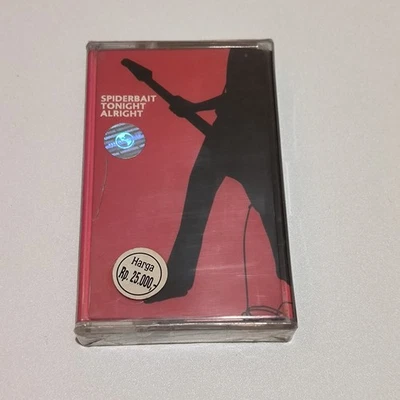 SPIDERBAIT
TONIGHT
ALRIGHT
Harga
Rp. 25.000,-